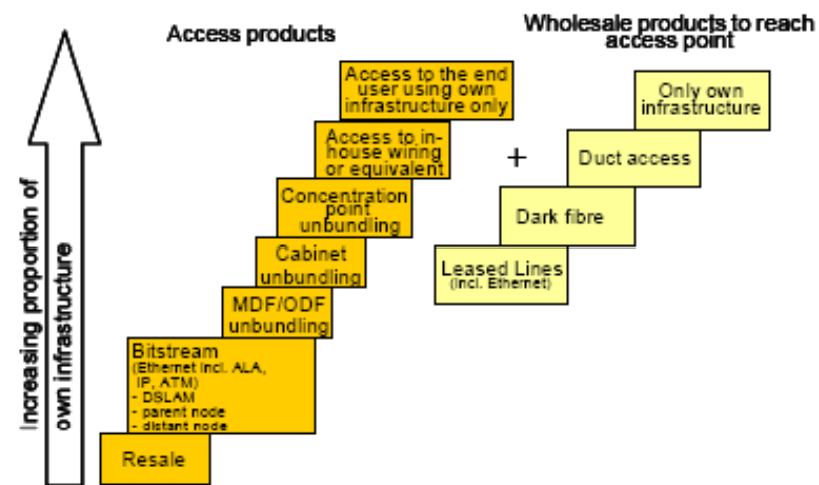 Access products
Wholesale products to reach
access point
Increasing proportion of
own infrastructure
Access to the end
user using own
infrastructure only
Access to in-
house wiring
or equivalent
Concentration
point
unbundling
Cabinet
unbundling
MDF/ODF
unbundling
Bitstream
(Ethernet incl. ALA,
IP, ATM)
- DSLAM
- parent node
- distant node
Resale
+
Only own
infrastructure
Duct access
Dark fibre
Leased Lines
(incl. Ethernet)